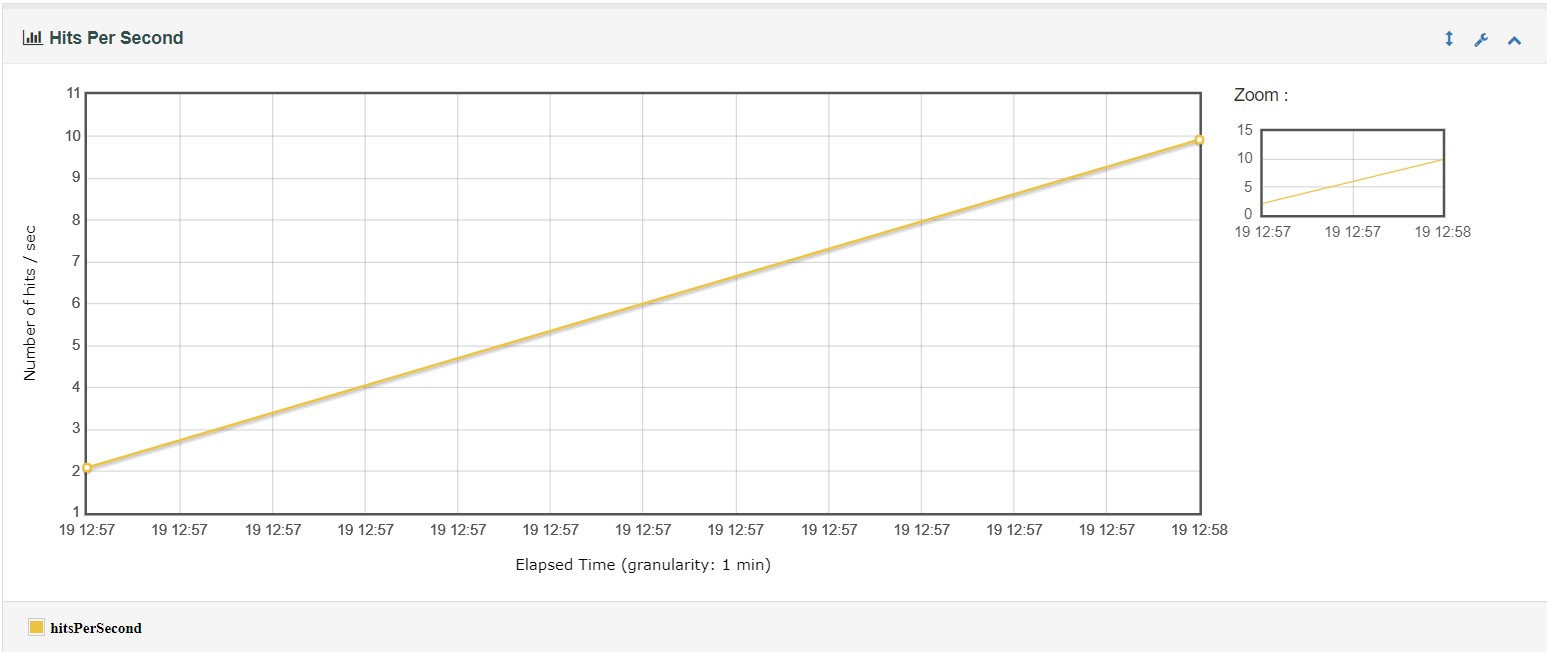 Hits Per Second
11
10
9
8
7
6
5
4
3
2
1
Number of hits / sec
19 12:57 19 12:57 19 12:57 19 12:57 19 12:57 19 12:57 19 12:57 19 12:57 19 12:57 19 12:57 19 12:57 19 12:57 19 12:58
Elapsed Time (granularity: 1 min)
Zoom :
15
10
5
0
19 12:57 19 12:57 19 12:58
hitsPerSecond